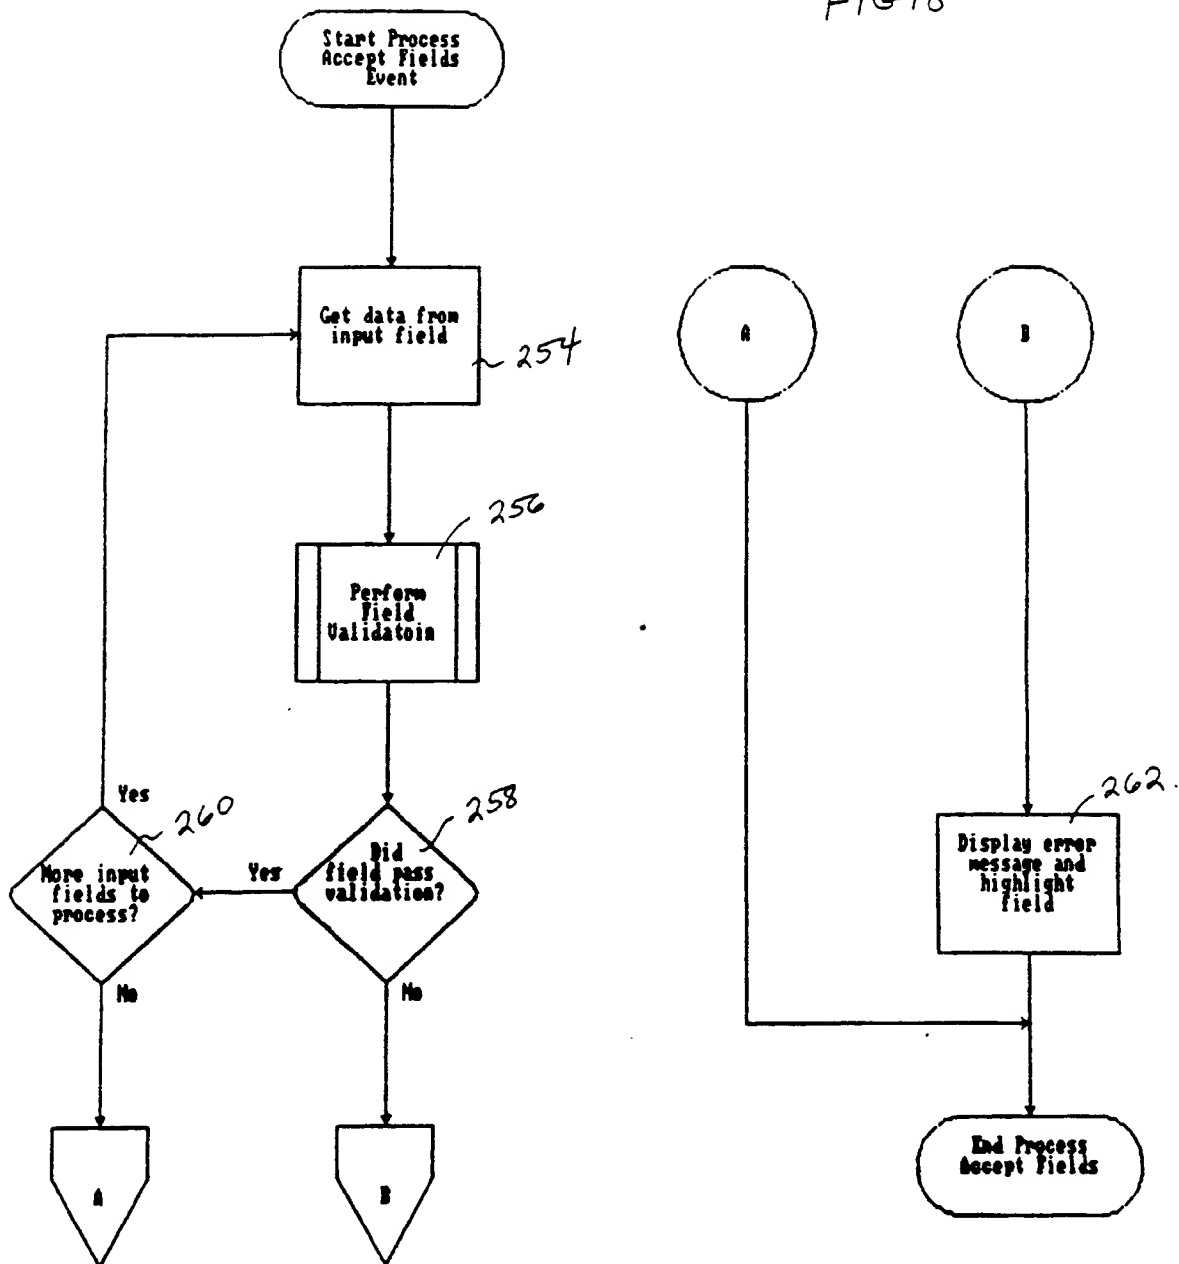 Start Process
Accept Fields
Event
Get data from
input field
254
A
B
256
Perform
Field
Validatoin
Yes
260
258
262.
More input
fields to
process?
Yes
Did
field pass
validation?
Display error
message and
highlight
field
No
No
A
B
End Process
Accept Fields